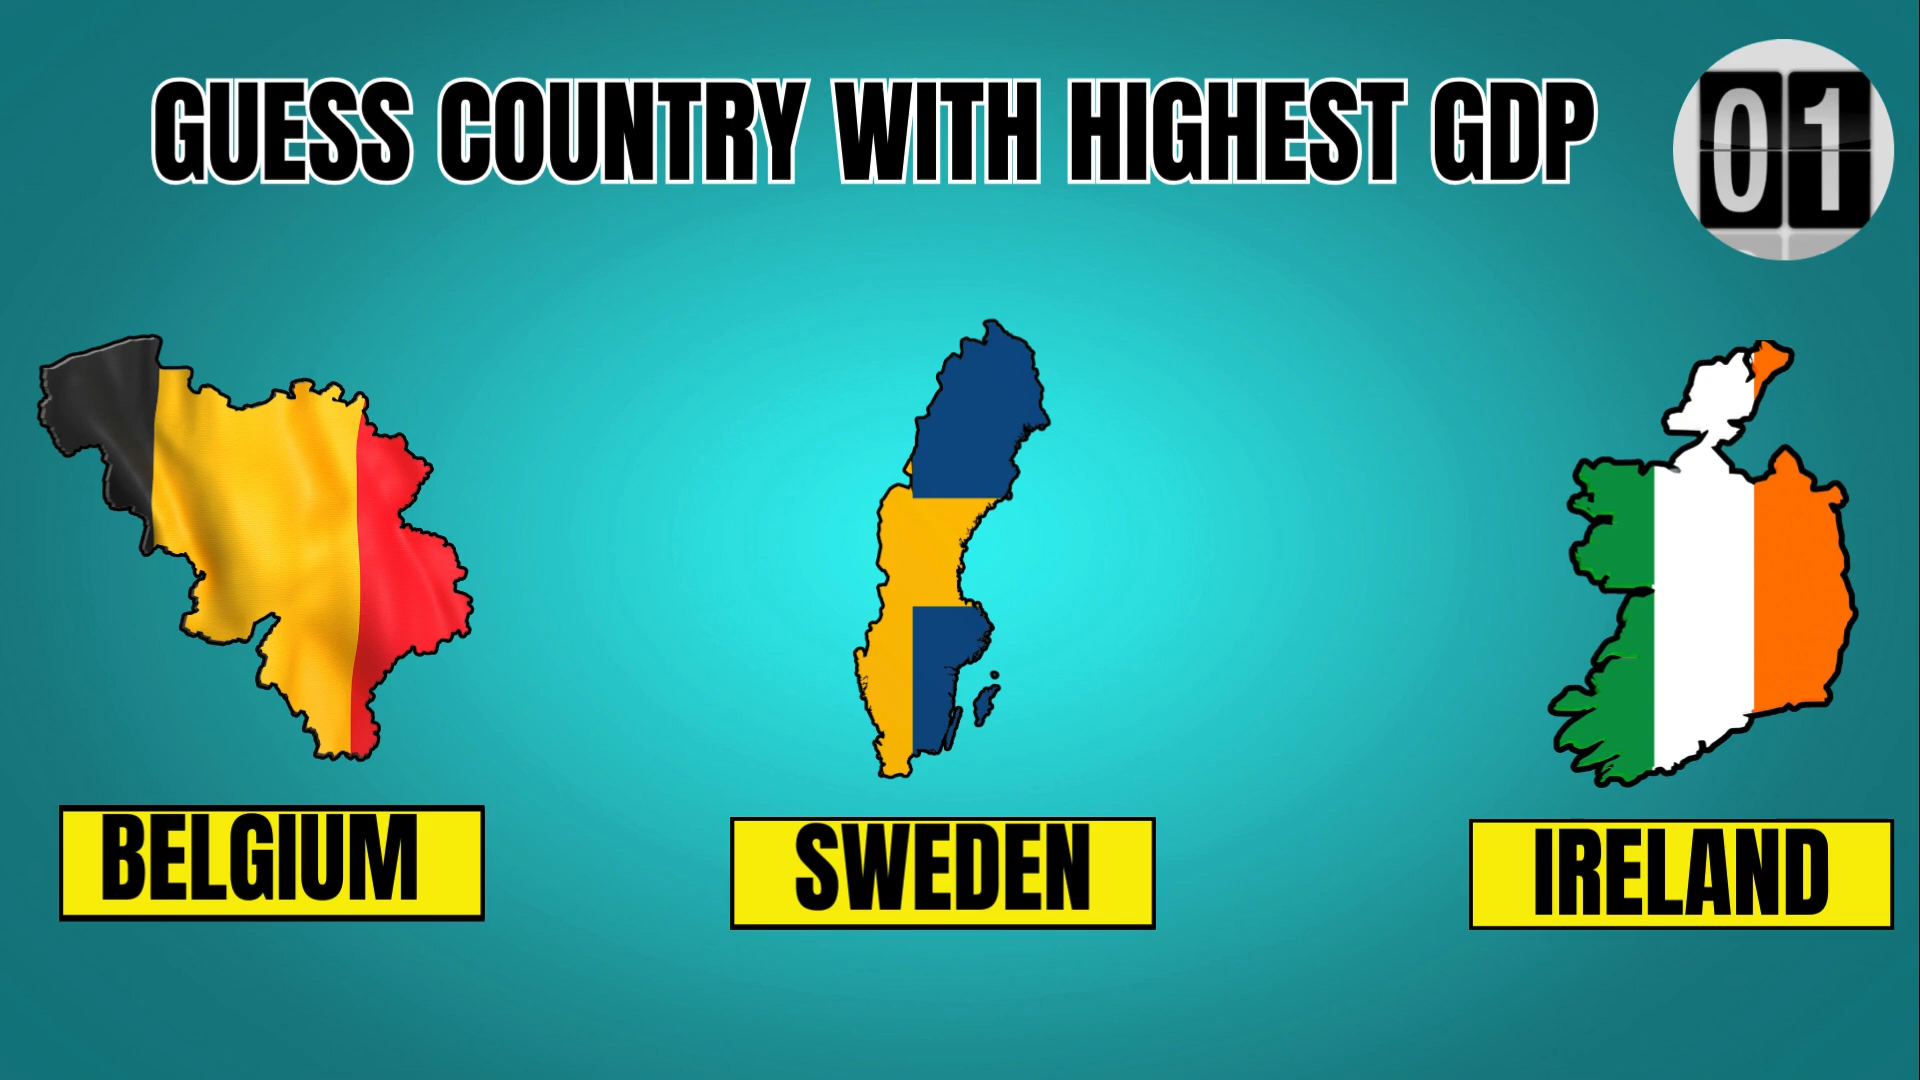 GUESS COUNTRY WITH HIGHEST GDP
01
BELGIUM
SWEDEN
IRELAND